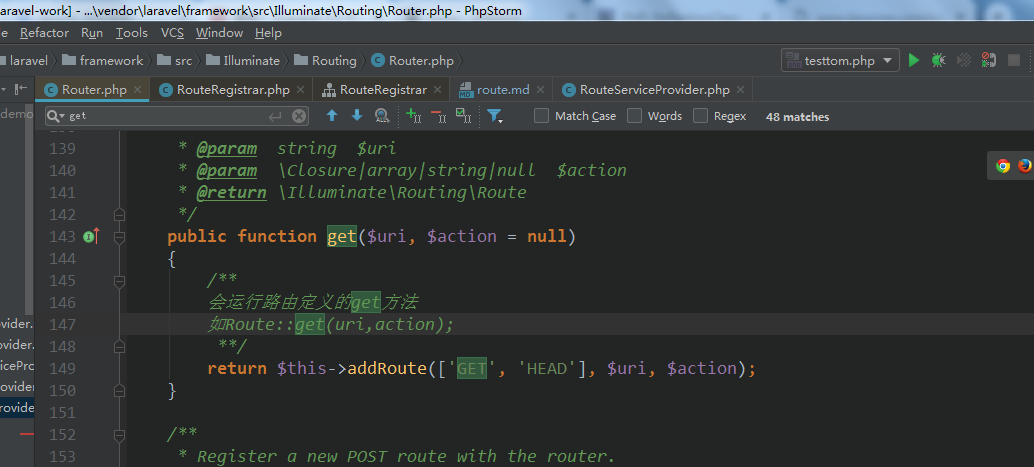 aravel-work] - ...\vendor\laravel\framework\src\Illuminate\Routing\Router.php - PhpStorm
e Refactor Run Tools VCS Window Help
laravel framework src Illuminate Routing Router.php testtom.php
Router.php RouteRegistrar.php RouteRegistrar route.md RouteServiceProvider.php
demo
get Match Case Words Regex 48 matches
139 * @param string $uri
140 * @param \Closure|array|string|null $action
141 * @return \Illuminate\Routing\Route
142 */
143 public function get($uri, $action = null)
144 {
145 /**
146 会运行路由定义的get方法
147 如Route::get(uri,action);
148 **/
149 return $this->addRoute(['GET', 'HEAD'], $uri, $action);
150 }
151
152 /**
153 * Register a new POST route with the router.
ovider.
ovider.
vicePro
rovider
rovide